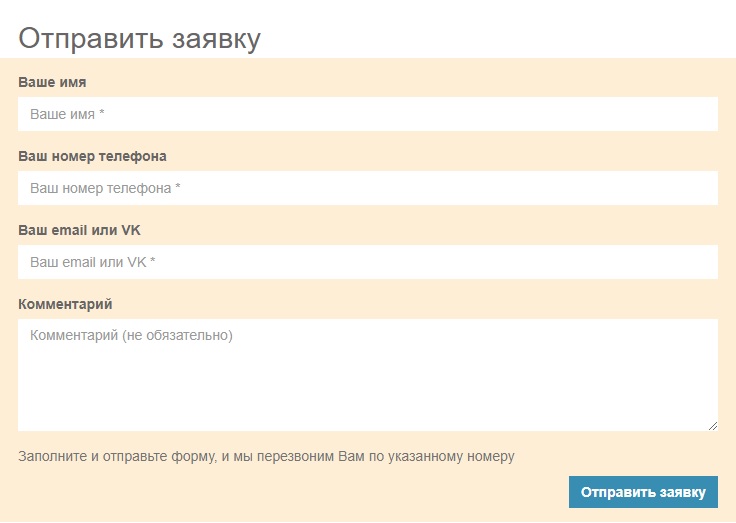 Отправить заявку
Ваше имя
Ваше имя *
Ваш номер телефона
Ваш номер телефона *
Ваш email или VK
Ваш email или VK *
Комментарий
Комментарий (не обязательно)
Заполните и отправьте форму, и мы перезвоним Вам по указанному номеру
Отправить заявку